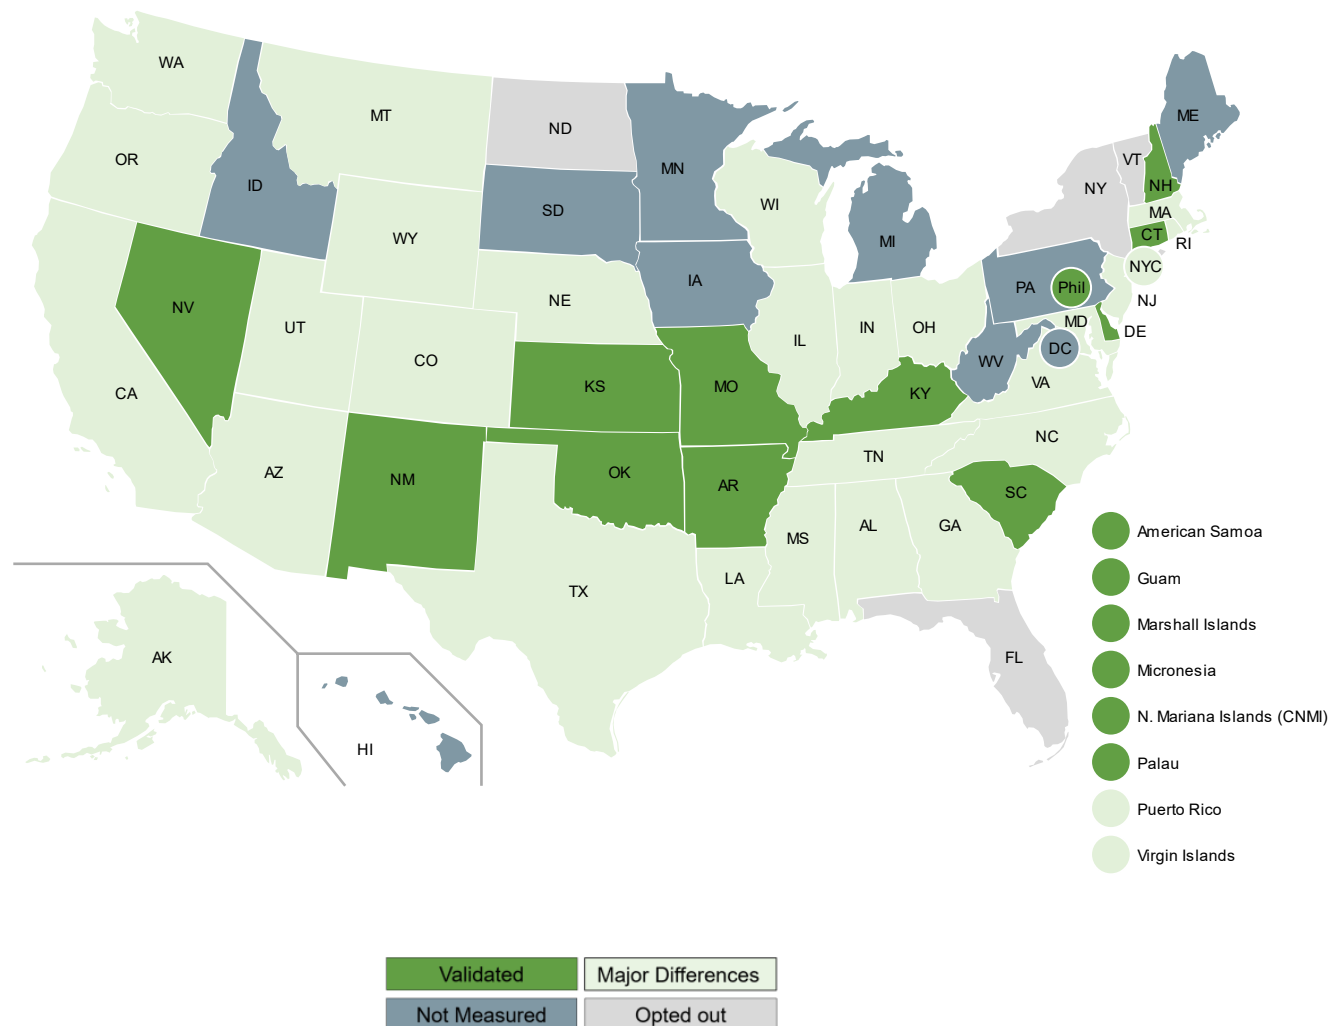 WA
MT
ND
MN
ME
OR
ID
SD
WI
MI
NY
VT
NH
MA
CT
RI
WY
NYC
NV
NE
IA
PA
Phil
NJ
UT
CO
IL
IN
OH
MD
DE
DC
WV
VA
CA
KS
MO
KY
NC
AZ
NM
OK
AR
TN
SC
MS
AL
GA
TX
LA
FL
AK
HI
American Samoa
Guam
Marshall Islands
Micronesia
N. Mariana Islands (CNMI)
Palau
Puerto Rico
Virgin Islands
Validated
Major Differences
Not Measured
Opted out